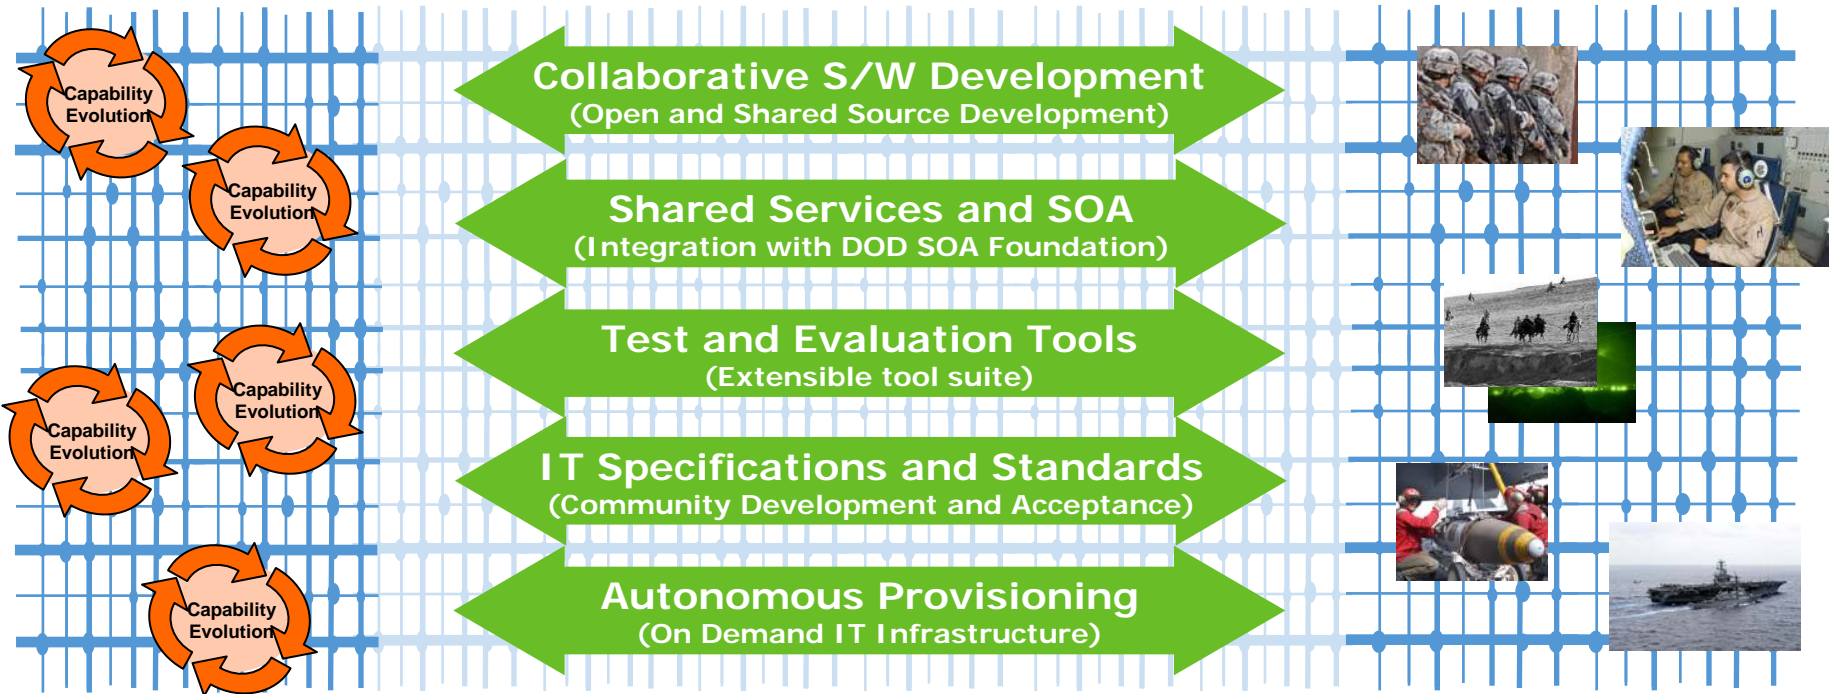 Capability
Evolution
Capability
Evolution
Capability
Evolution
Capability
Evolution
Capability
Evolution
Collaborative S/W Development
(Open and Shared Source Development)
Shared Services and SOA
(Integration with DOD SOA Foundation)
Test and Evaluation Tools
(Extensible tool suite)
IT Specifications and Standards
(Community Development and Acceptance)
Autonomous Provisioning
(On Demand IT Infrastructure)